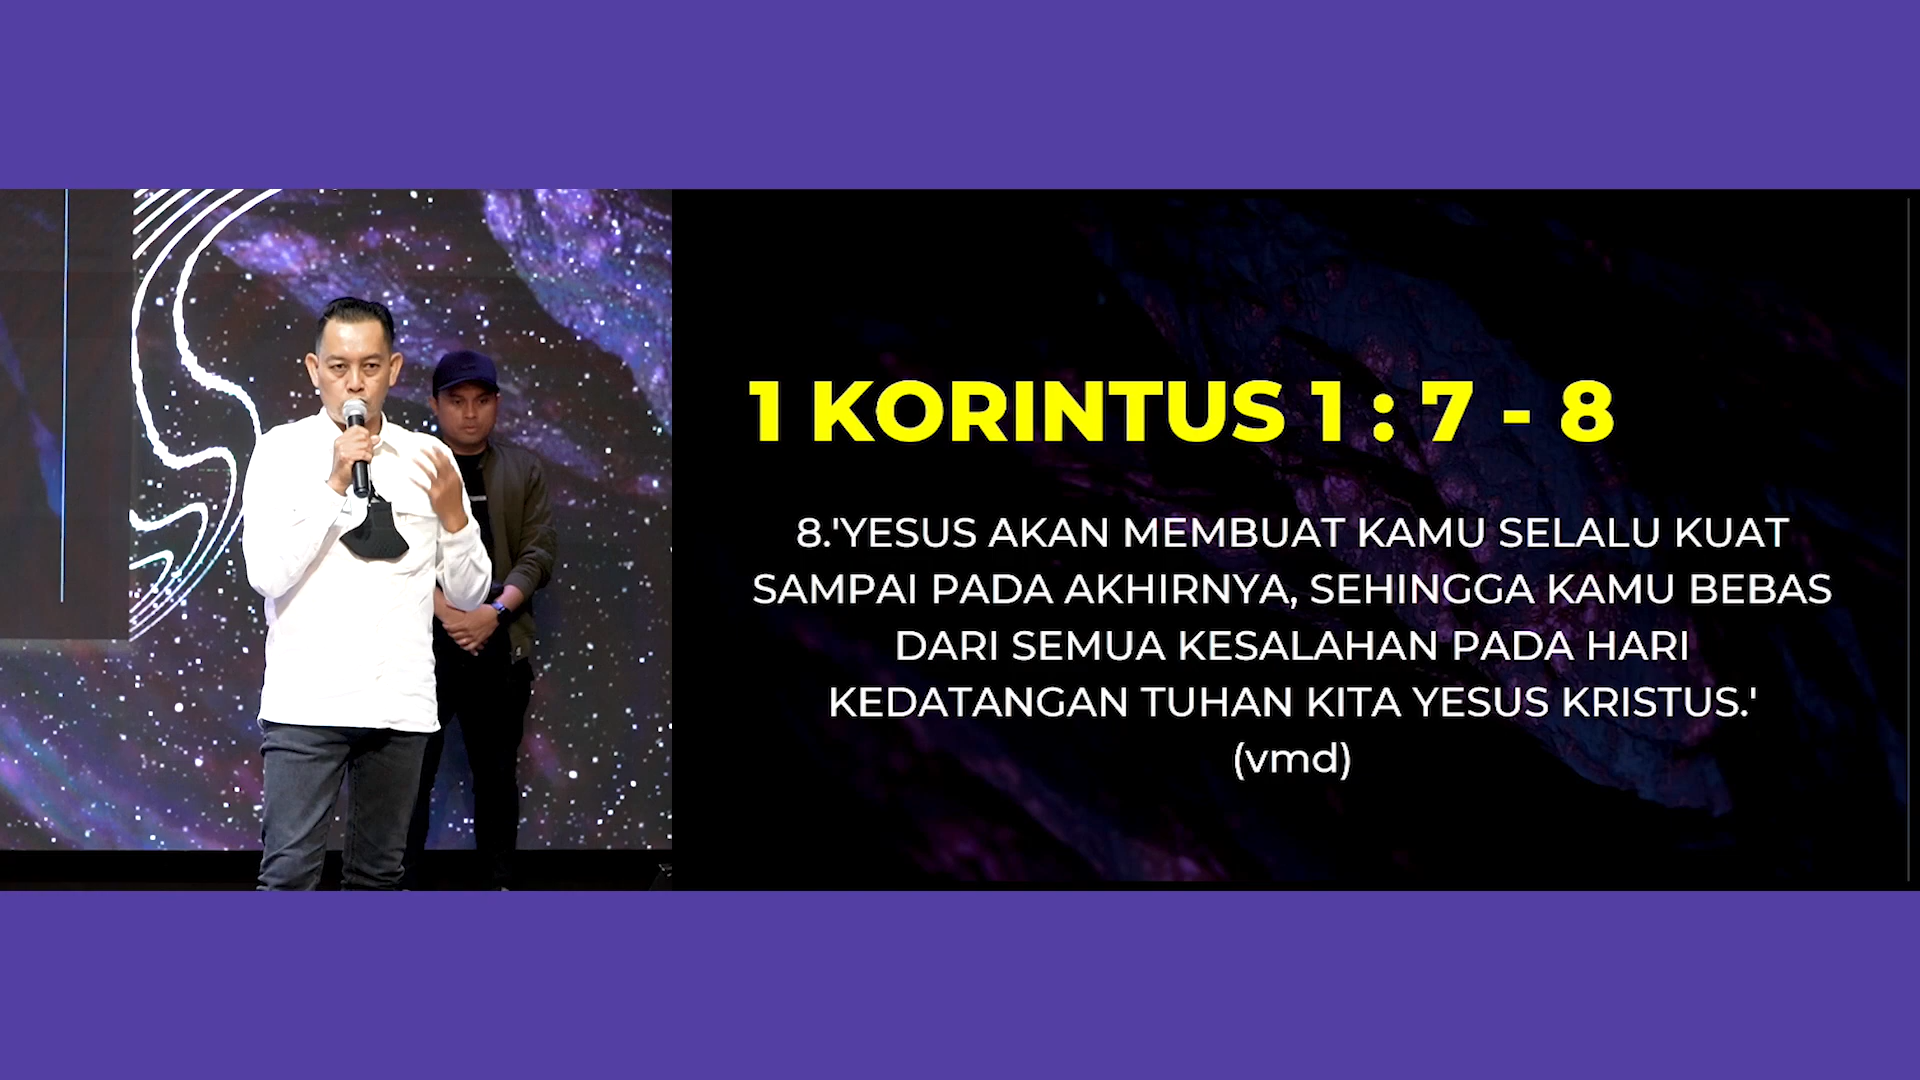 1 KORINTUS 1 : 7 - 8
8.'YESUS AKAN MEMBUAT KAMU SELALU KUAT
SAMPAI PADA AKHIRNYA, SEHINGGA KAMU BEBAS
DARI SEMUA KESALAHAN PADA HARI
KEDATANGAN TUHAN KITA YESUS KRISTUS.'
(vmd)